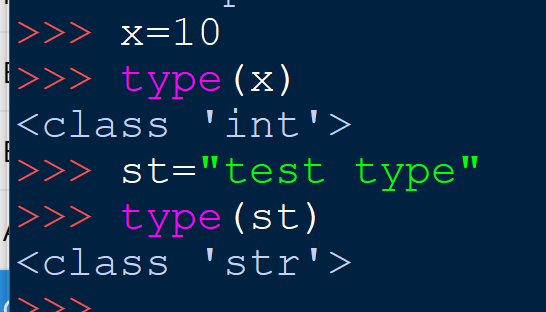 >>> x=10
>>> type(x)
<class 'int'>
>>> st="test type"
>>> type(st)
<class 'str'>
>>>